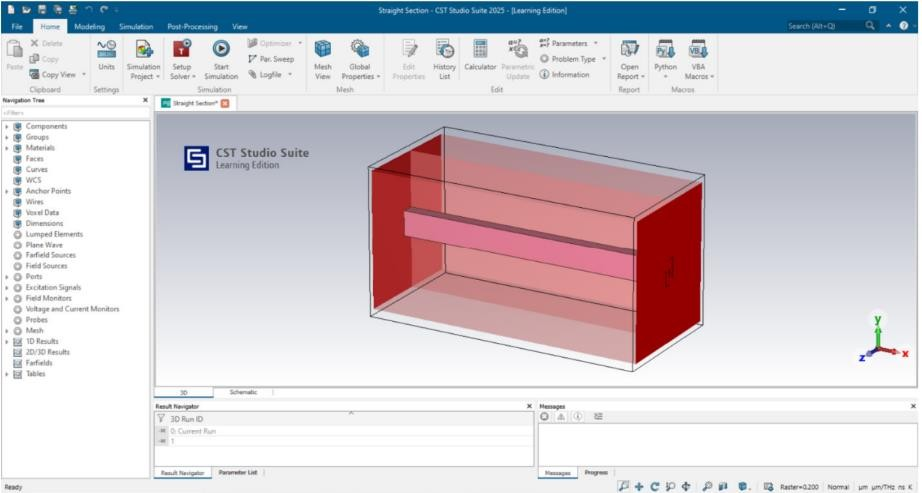 Straight Section - CST Studio Suite 2025 - [Learning Edition]
File Home Modeling Simulation Post-Processing View Search (Alt+Q)
Paste Delete Copy Copy View
Units
Simulation Project
Setup Solver
Start Simulation
Optimizer
Par. Sweep
Logfile
Mesh View
Global Properties
Edit Properties
History List
Calculator
Parametric Update
Parameters
Problem Type
Information
Open Report
Python
VBA Macros
Clipboard Settings Simulation Mesh Edit Report Macros
Navigation Tree
<Filter>
Straight Section*
Components
Groups
Materials
Faces
Curves
WCS
Anchor Points
Wires
Voxel Data
Dimensions
Lumped Elements
Plane Wave
Farfield Sources
Field Sources
Ports
Excitation Signals
Field Monitors
Voltage and Current Monitors
Probes
Mesh
1D Results
2D/3D Results
Farfields
Tables
CST Studio Suite
Learning Edition
y
z
x
3D Schematic
Result Navigator
3D Run ID
0: Current Run
1
Result Navigator Parameter List
Messages
Messages Progress
Ready
Raster=0.200 Normal μm μm/THz ns K